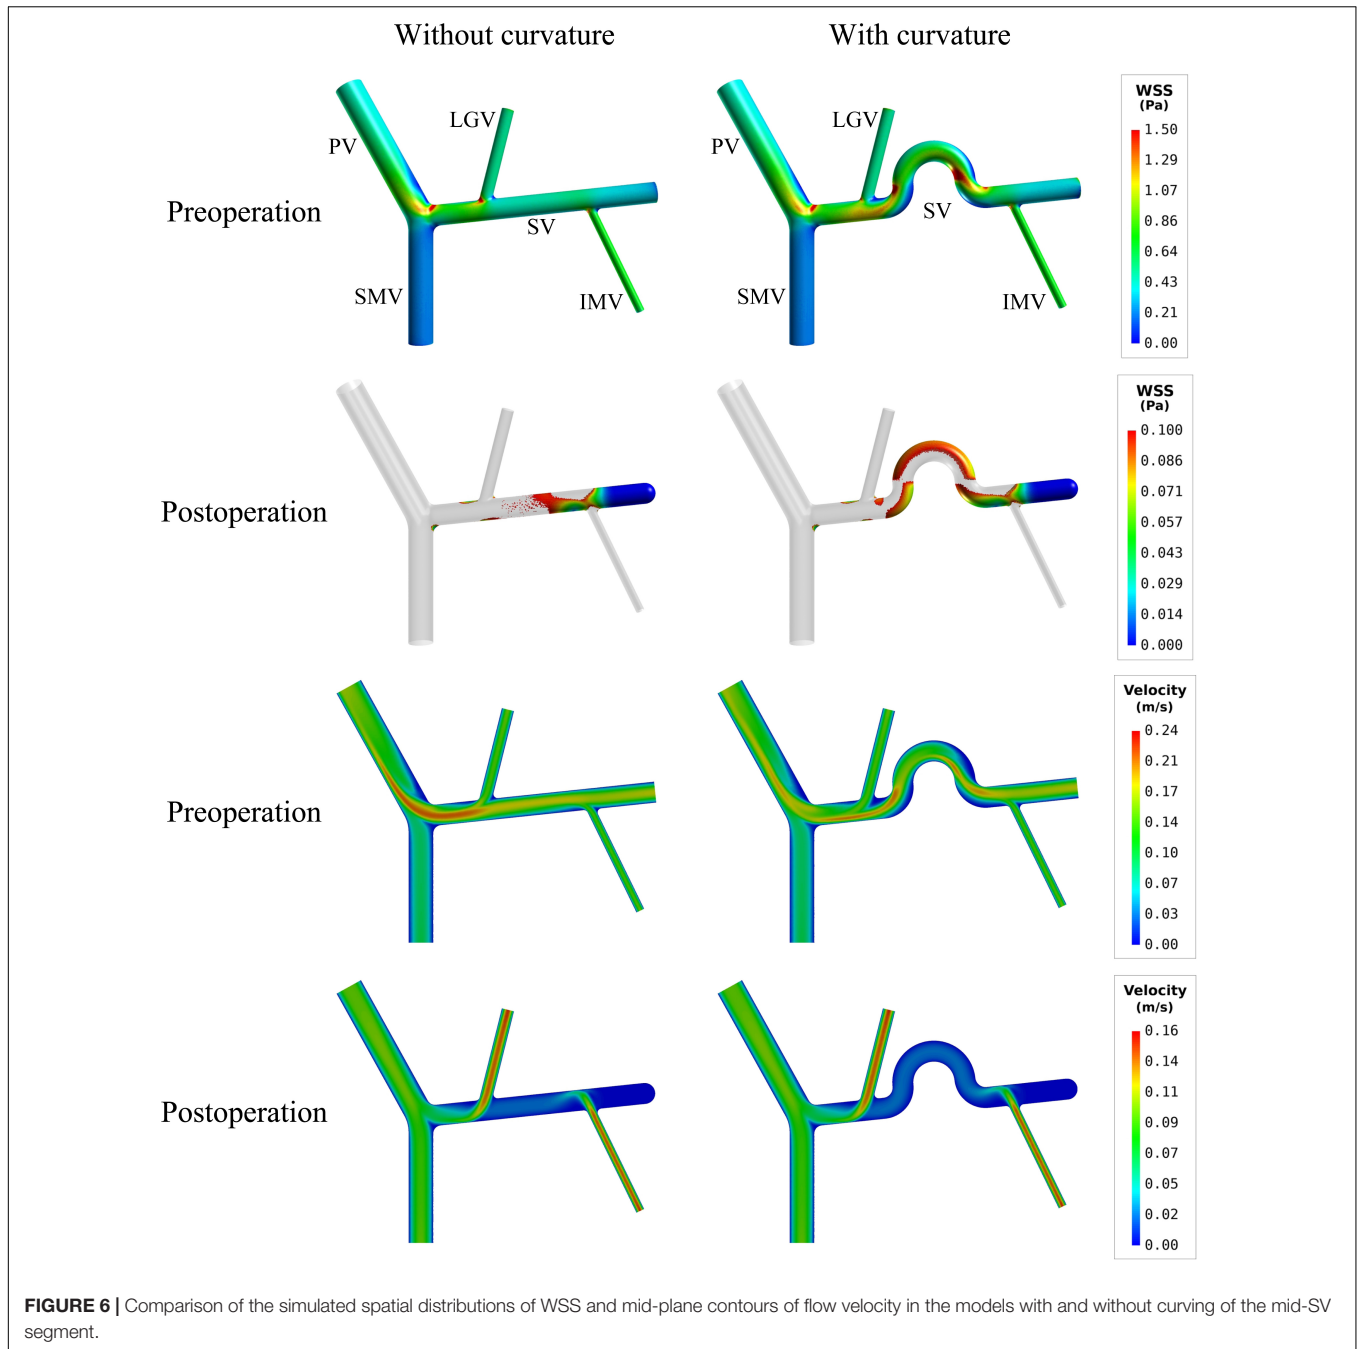 Without curvature
With curvature
Preoperation
PV
LGV
SV
SMV
IMV
PV
LGV
SV
SMV
IMV
WSS
(Pa)
1.50
1.29
1.07
0.86
0.64
0.43
0.21
0.00
Postoperation
WSS
(Pa)
0.100
0.086
0.071
0.057
0.043
0.029
0.014
0.000
Preoperation
Velocity
(m/s)
0.24
0.21
0.17
0.14
0.10
0.07
0.03
0.00
Postoperation
Velocity
(m/s)
0.16
0.14
0.11
0.09
0.07
0.05
0.02
0.00
FIGURE 6 | Comparison of the simulated spatial distributions of WSS and mid-plane contours of flow velocity in the models with and without curving of the mid-SV
segment.